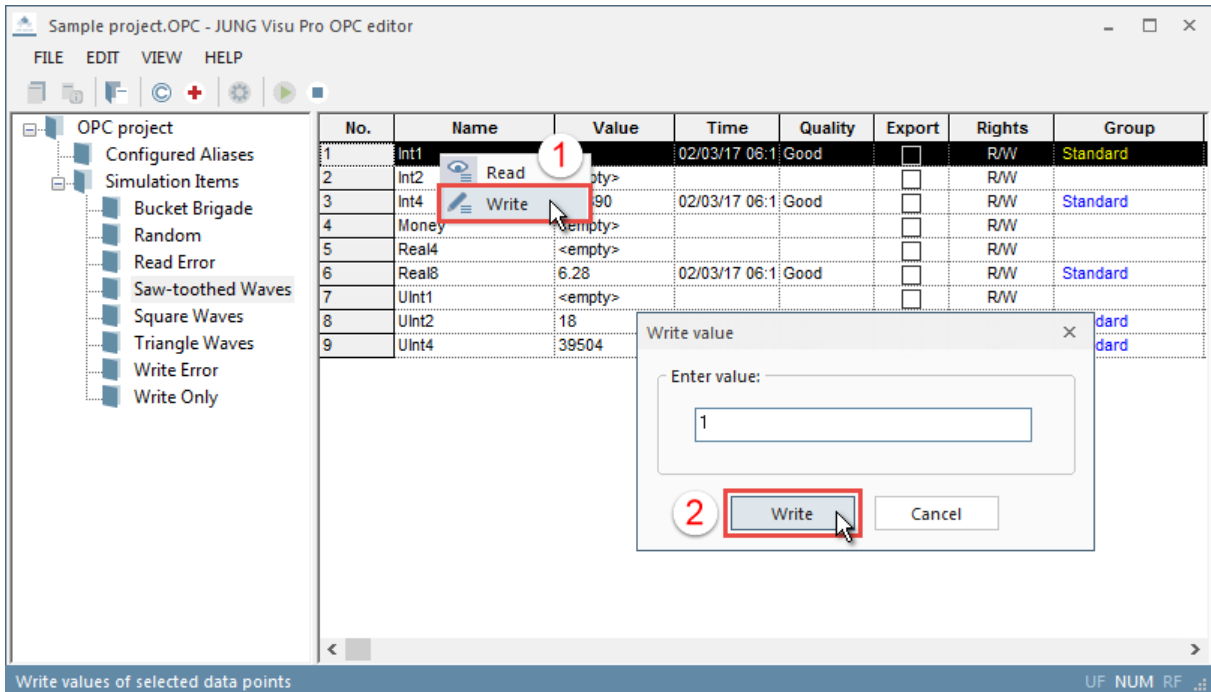 Sample project.OPC - JUNG Visu Pro OPC editor
FILE EDIT VIEW HELP
OPC project
Configured Aliases
Simulation Items
Bucket Brigade
Random
Read Error
Saw-toothed Waves
Square Waves
Triangle Waves
Write Error
Write Only
No. Name Value Time Quality Export Rights Group
1 Int1 02/03/17 06:1 Good R/W Standard
2 Int2 pty> R/W
3 Int4 90 02/03/17 06:1 Good R/W Standard
4 Money <empty> R/W
5 Real4 <empty> R/W
6 Real8 6.28 02/03/17 06:1 Good R/W Standard
7 UInt1 <empty> R/W
8 UInt2 18 dard
9 UInt4 39504 dard
1
Read
Write
Write value
Enter value:
1
2 Write Cancel
Write values of selected data points UF NUM RF